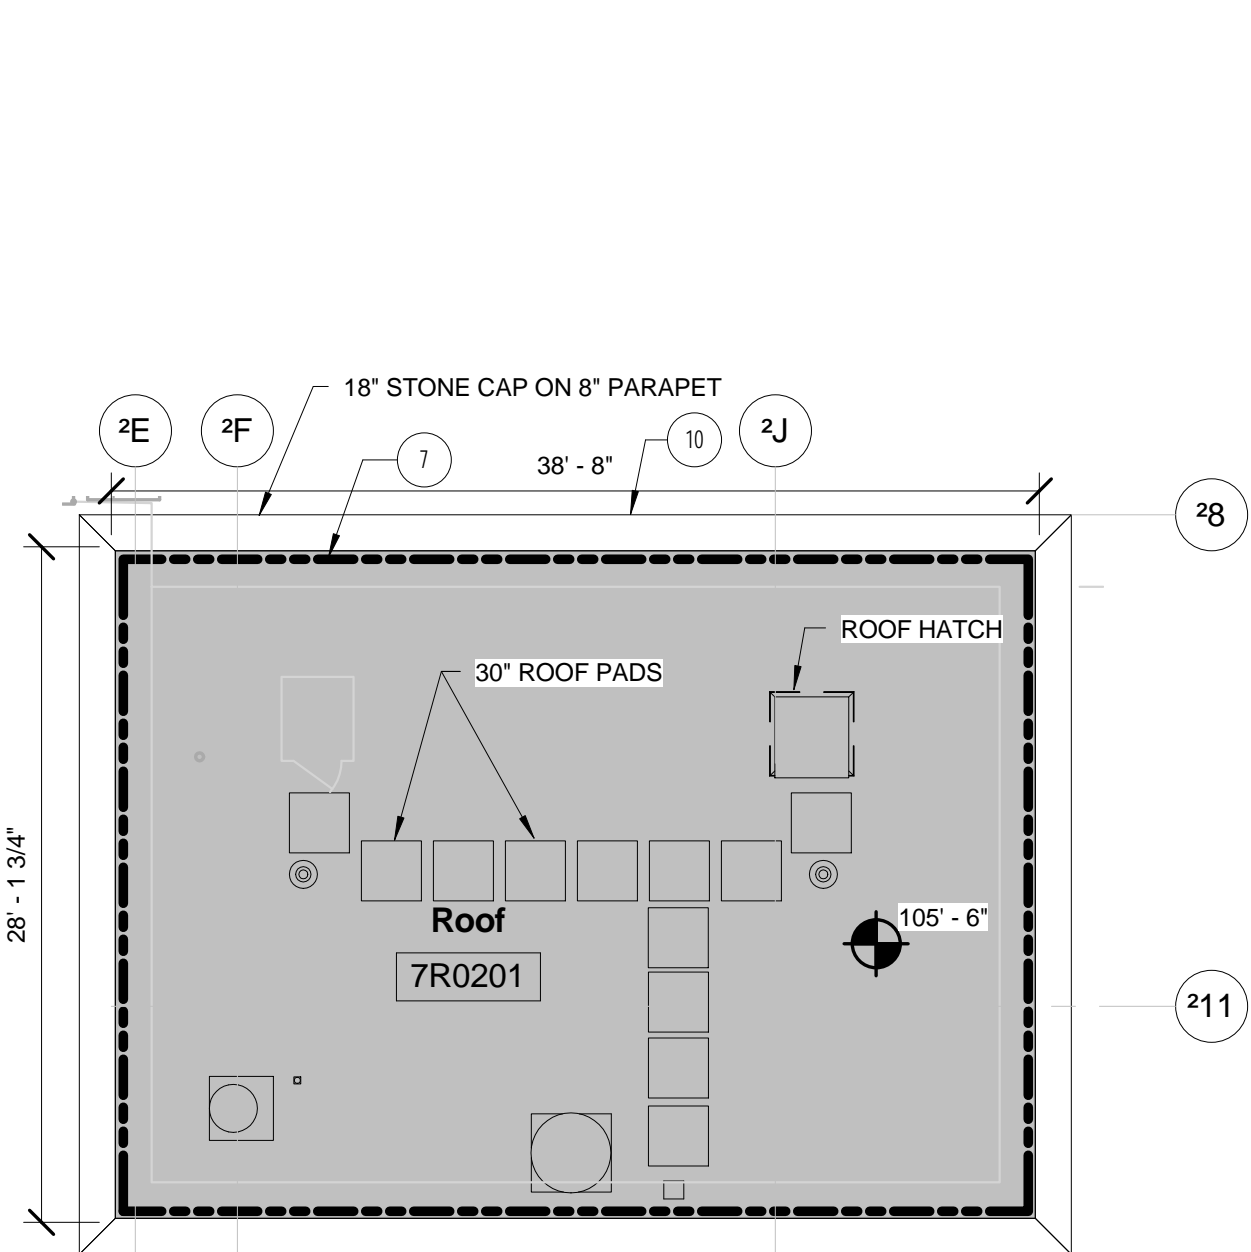 18" STONE CAP ON 8" PARAPET
²E
²F
7
38' - 8"
10
²J
²8
ROOF HATCH
30" ROOF PADS
28' - 1 3/4"
Roof
105' - 6"
7R0201
²11